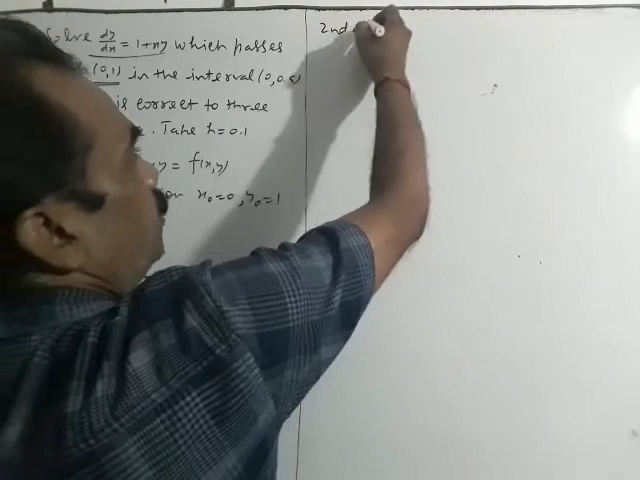 Solve dy/dx = 1+xy which passes
(0,1) in the interval (0,0.5)
is correct to three
. Take h=0.1
y = f(x,y)
x₀=0, y₀=1
2nd